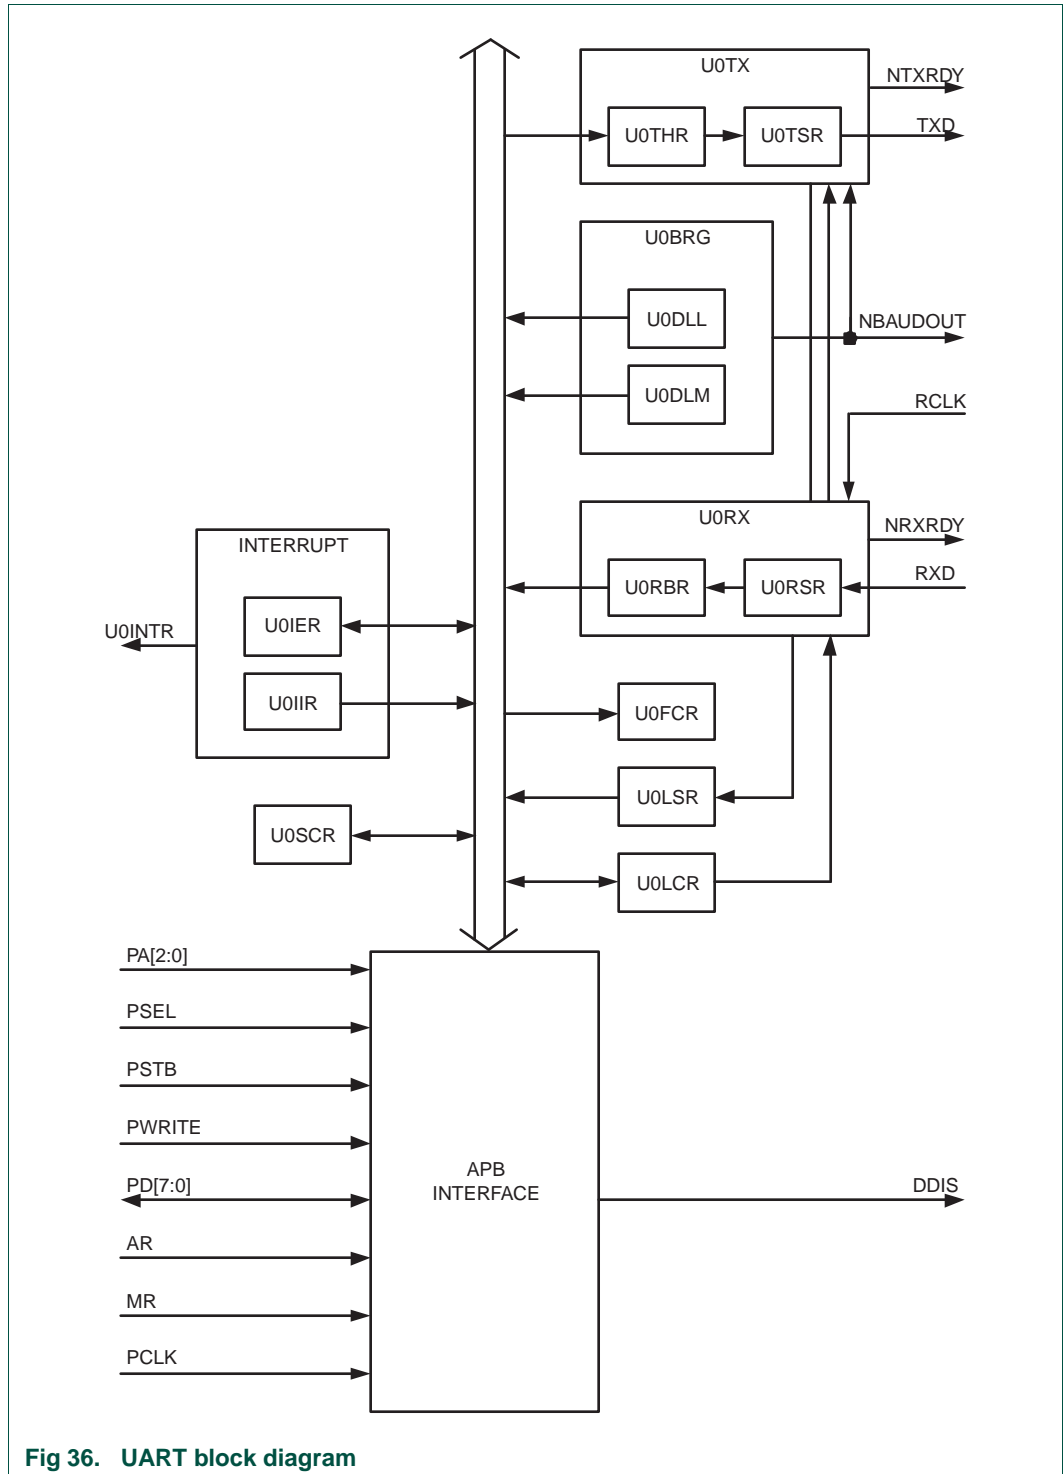 U0TX
NTXRDY
U0THR
U0TSR
TXD
U0BRG
U0DLL
NBAUDOUT
U0DLM
RCLK
U0RX
NRXRDY
INTERRUPT
U0RBR
U0RSR
RXD
U0IER
U0INTR
U0IIR
U0FCR
U0LSR
U0SCR
U0LCR
PA[2:0]
PSEL
PSTB
PWRITE
APB
INTERFACE
PD[7:0]
DDIS
AR
MR
PCLK
Fig 36. UART block diagram